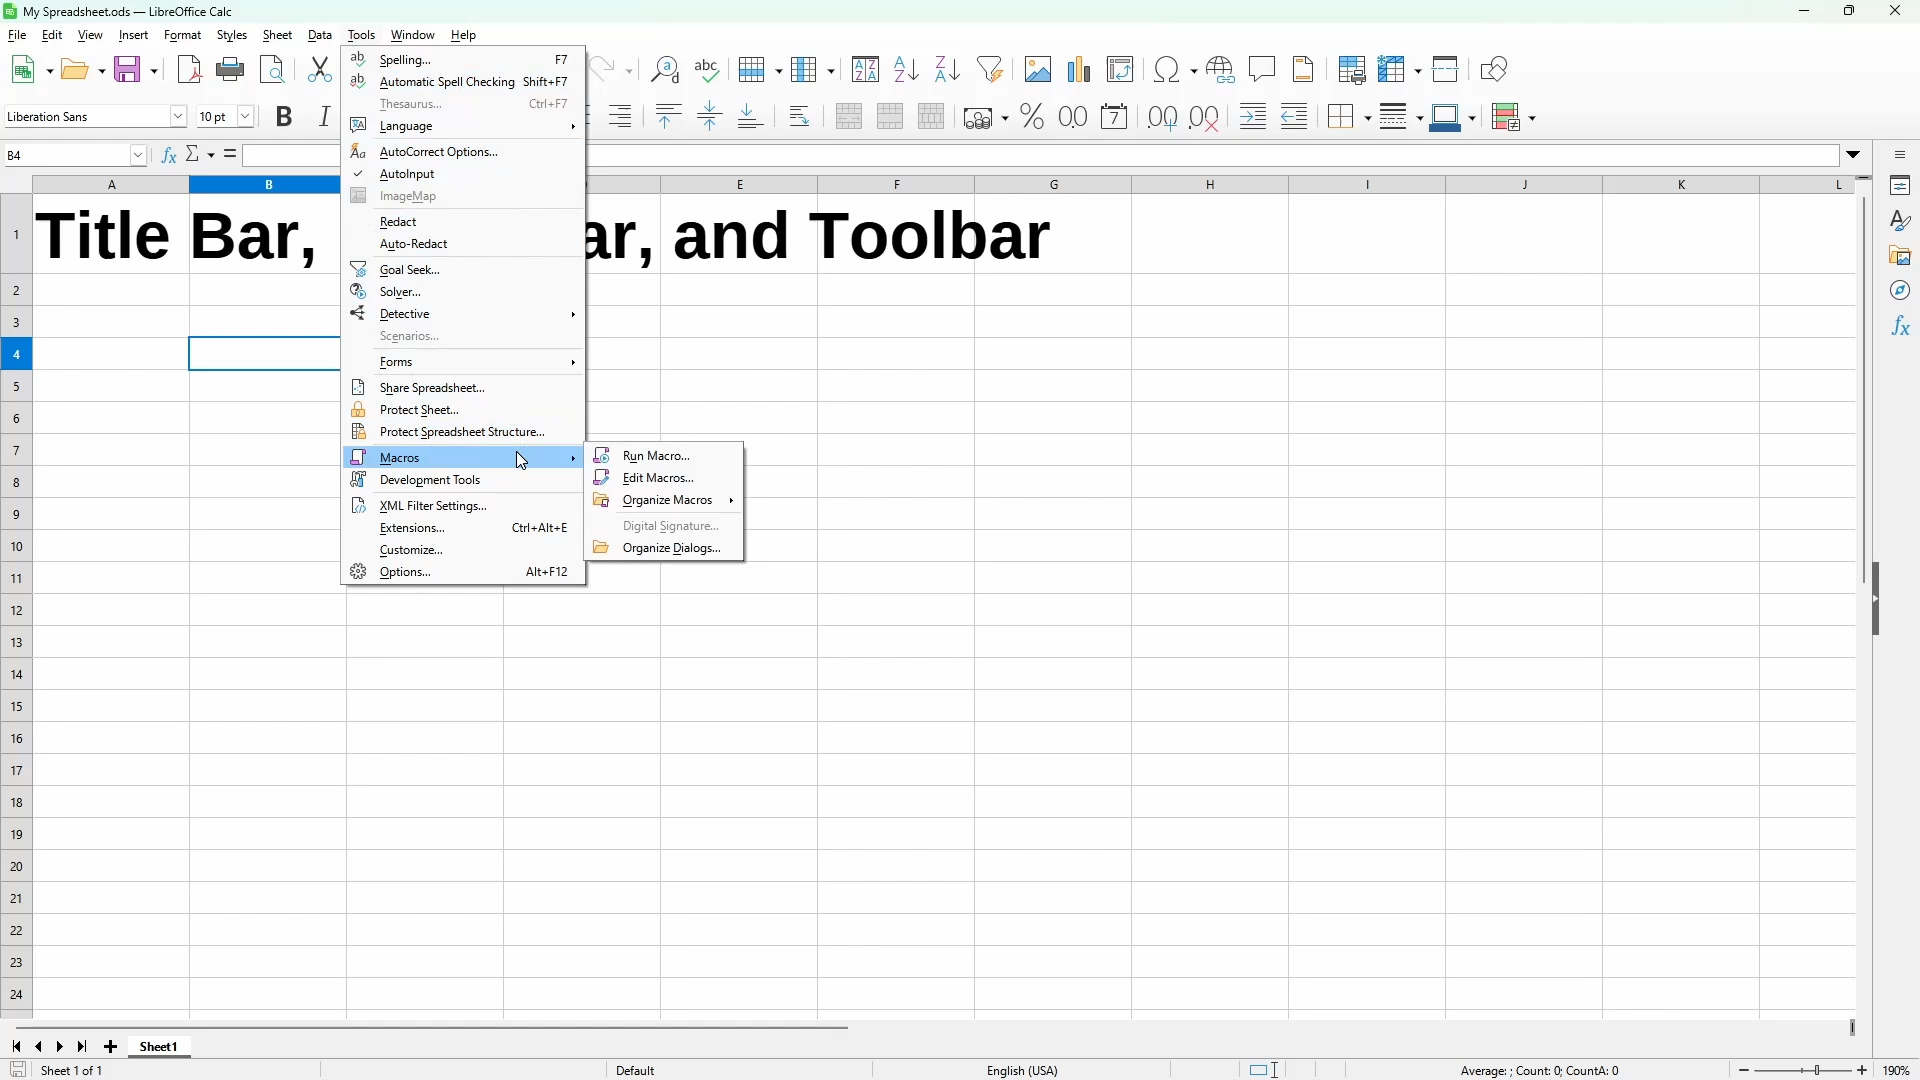 My Spreadsheet.ods — LibreOffice Calc
File Edit View Insert Format Styles Sheet Data Tools Window Help
Liberation Sans 10 pt
B4
A B E F G H I J K L
Title Bar, ar, and Toolbar
Spelling... F7
Automatic Spell Checking Shift+F7
Thesaurus... Ctrl+F7
Language
AutoCorrect Options...
AutoInput
ImageMap
Redact
Auto-Redact
Goal Seek...
Solver...
Detective
Scenarios...
Forms
Share Spreadsheet...
Protect Sheet...
Protect Spreadsheet Structure...
Macros
Development Tools
XML Filter Settings...
Extensions... Ctrl+Alt+E
Customize...
Options... Alt+F12
Run Macro...
Edit Macros...
Organize Macros
Digital Signature...
Organize Dialogs...
1
2
3
4
5
6
7
8
9
10
11
12
13
14
15
16
17
18
19
20
21
22
23
24
Sheet1
Sheet 1 of 1 Default English (USA) Average: ; Count: 0; CountA: 0 190%